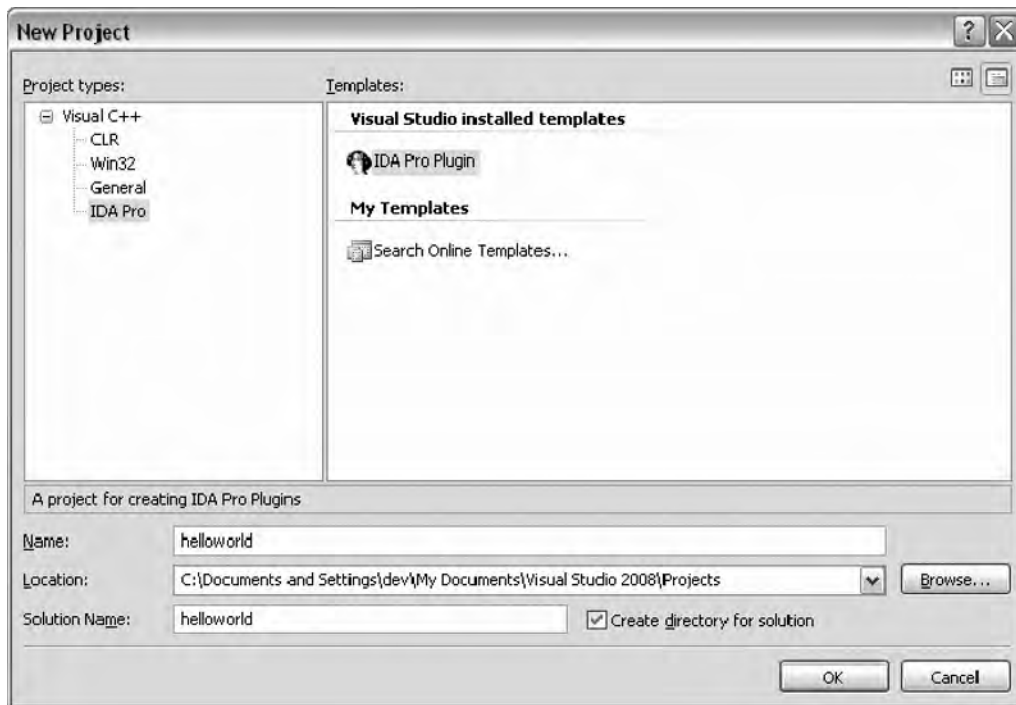 New Project
Project types:
Templates:
Visual C++
CLR
Win32
General
IDA Pro
Visual Studio installed templates
IDA Pro Plugin
My Templates
Search Online Templates...
A project for creating IDA Pro Plugins
Name:
helloworld
Location:
C:\Documents and Settings\dev\My Documents\Visual Studio 2008\Projects
Browse...
Solution Name:
helloworld
Create directory for solution
OK
Cancel